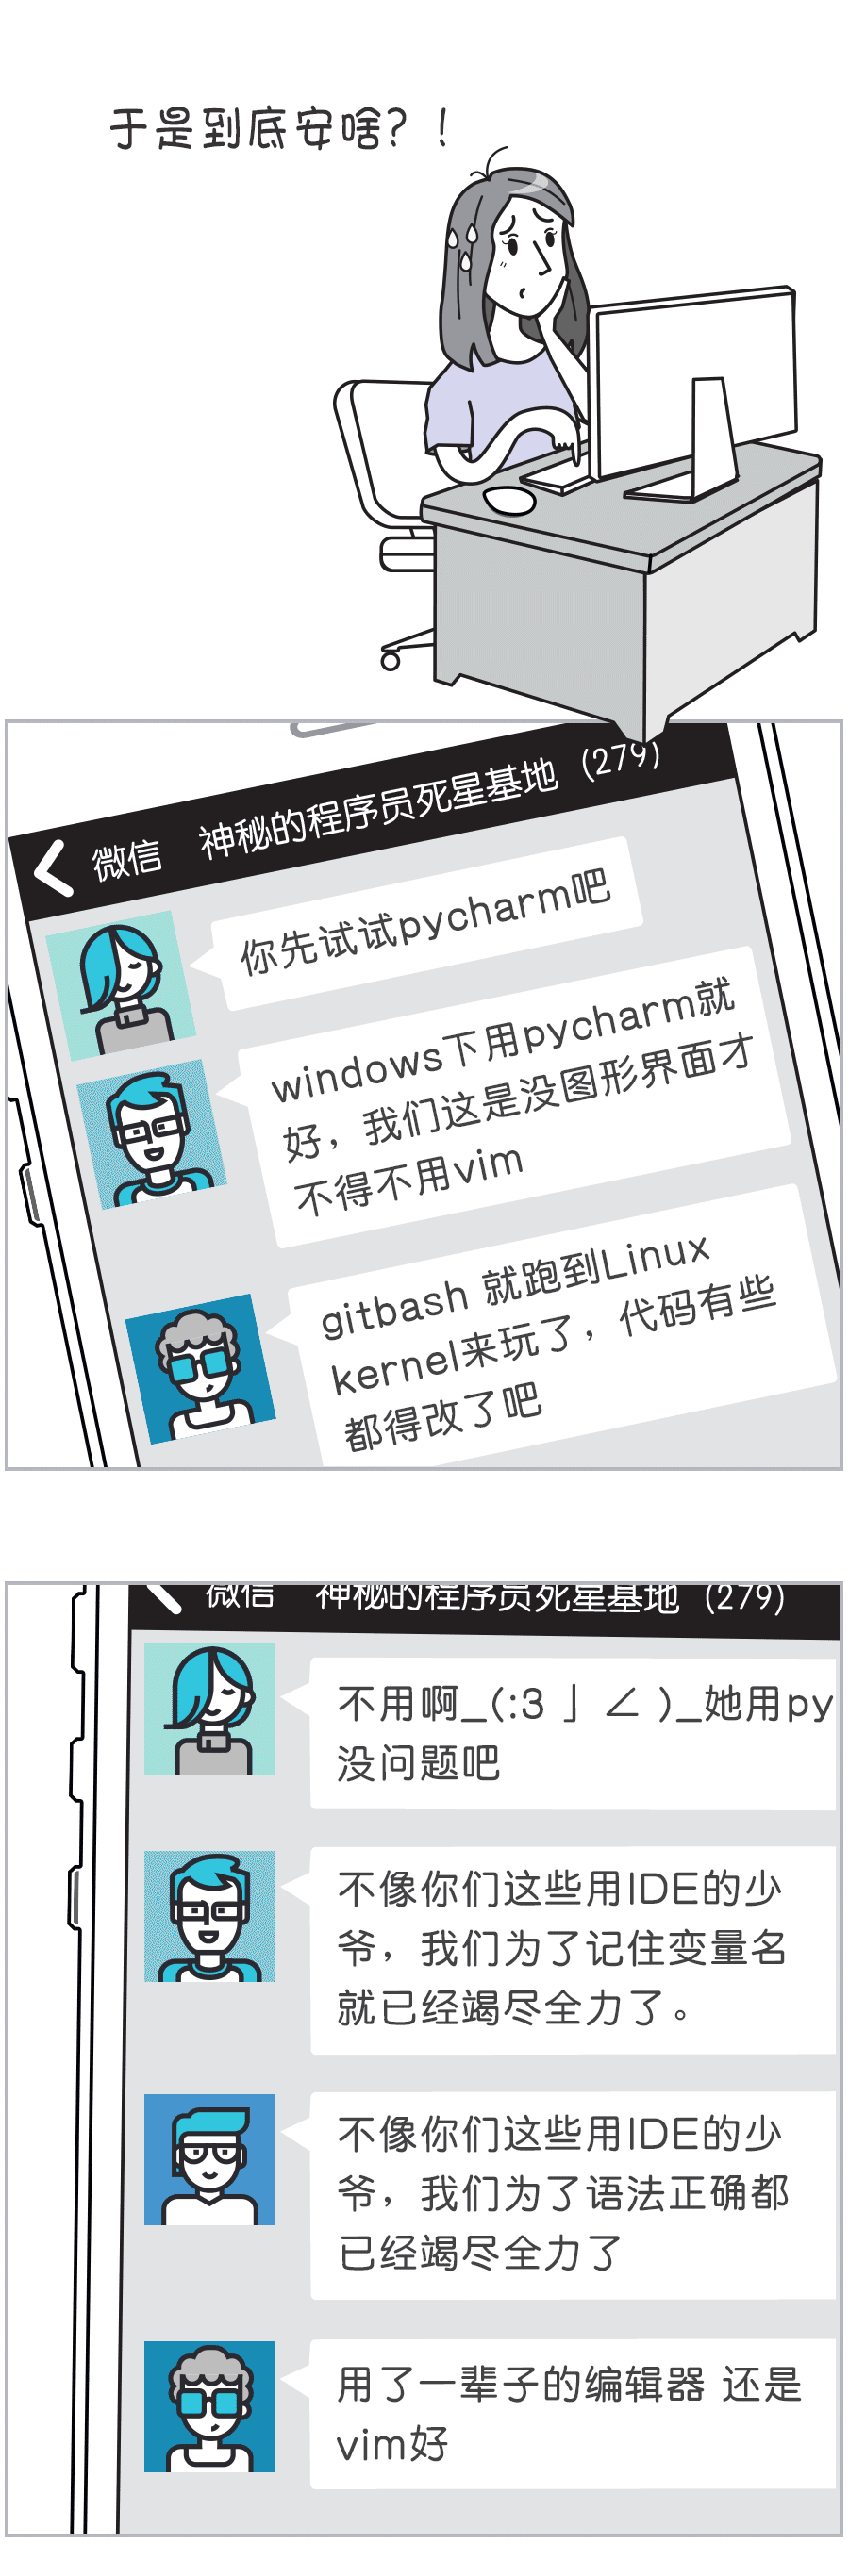 于是到底安啥？！
微信 神秘的程序员死星基地 (279)
你先试试pycharm吧
windows下用pycharm就
好，我们这是没图形界面才
不得不用vim
gitbash 就跑到Linux
kernel来玩了，代码有些
都得改了吧
微信 神秘的程序员死星基地 (279)
不用啊_(:3 」∠ )_她用py
没问题吧
不像你们这些用IDE的少
爷，我们为了记住变量名
就已经竭尽全力了。
不像你们这些用IDE的少
爷，我们为了语法正确都
已经竭尽全力了
用了一辈子的编辑器 还是
vim好